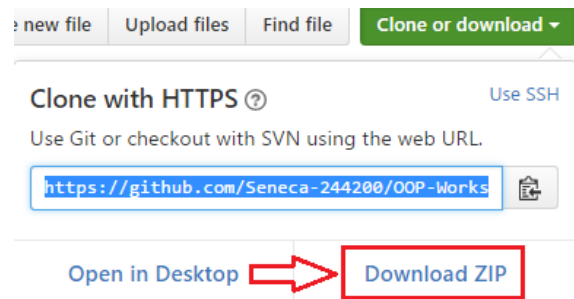 new file Upload files Find file Clone or download
Clone with HTTPS Use SSH
Use Git or checkout with SVN using the web URL.
https://github.com/Seneca-244200/OOP-Works
Open in Desktop Download ZIP